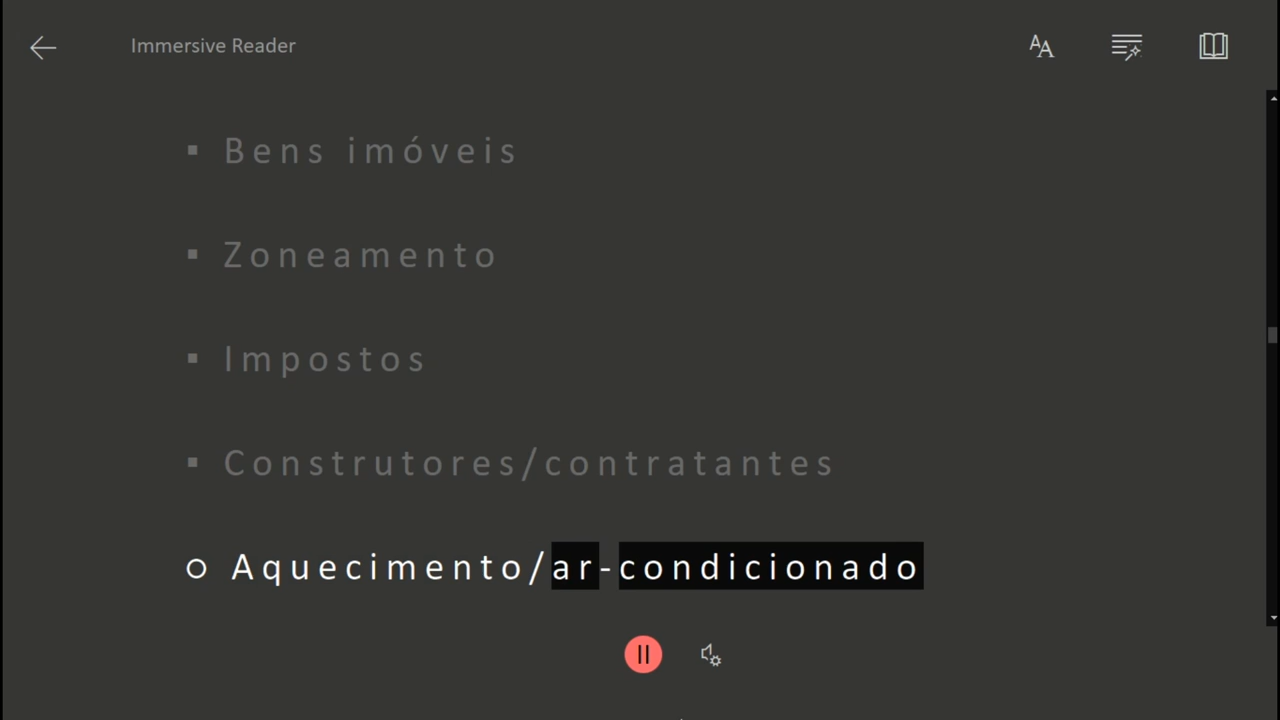 Immersive Reader
▪ Bens imóveis
▪ Zoneamento
▪ Impostos
▪ Construtores/contratantes
○ Aquecimento/ar-condicionado